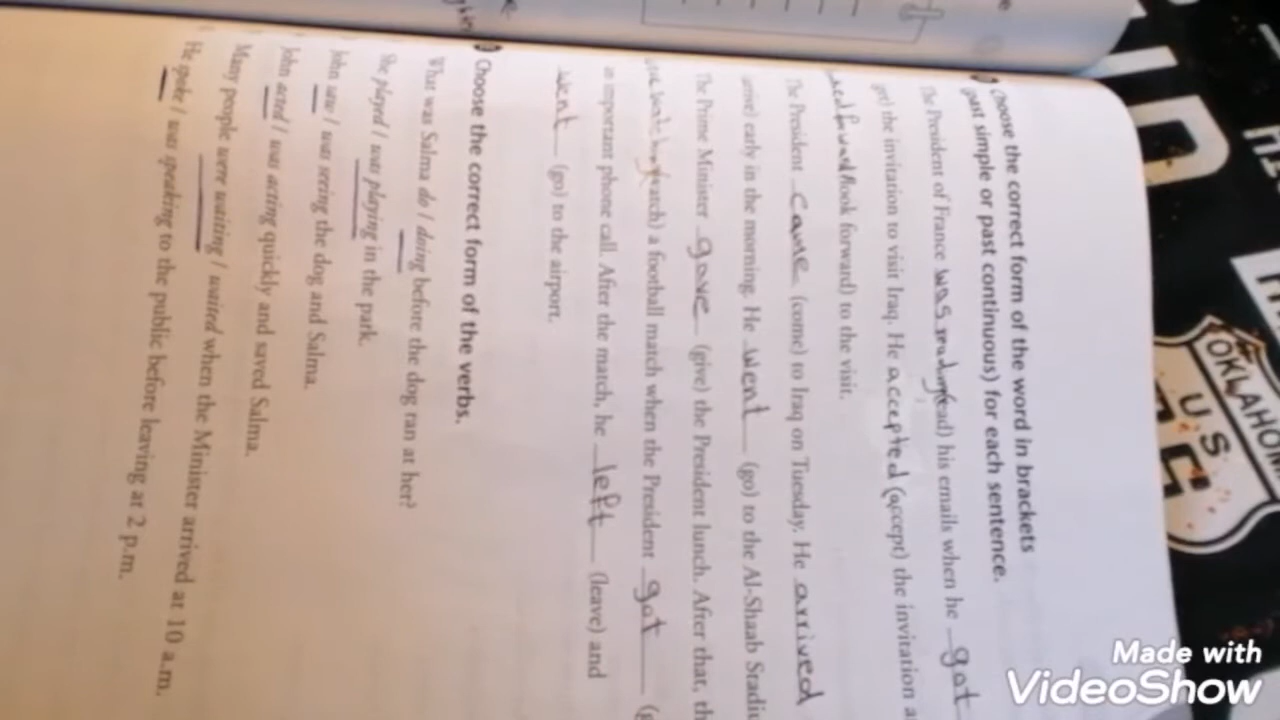 Choose the correct form of the word in brackets
(past simple or past continuous) for each sentence.
The President of France was reading (read) his emails when he got
get) the invitation to visit Iraq. He accepted (accept) the invitation
looked forward (look forward) to the visit.
The President came (come) to Iraq on Tuesday. He arrived
early in the morning. He went (go) to the Al-Shaab
The Prime Minister gave (give) the President lunch. After that,
watch) a football match when the President got
important phone call. After the match, he left (leave) and
went (go) to the airport.
Choose the correct form of the verbs.
What was Salma do / doing before the dog ran at her?
She played / was playing in the park.
John saw / was seeing the dog and Salma.
John acted / was acting quickly and saved Salma.
Many people were waiting / waited when the Minister arrived at 10 a.m.
He spoke / was speaking to the public before leaving at 2 p.m.
OKLAHOM
U S
Made with
VideoShow